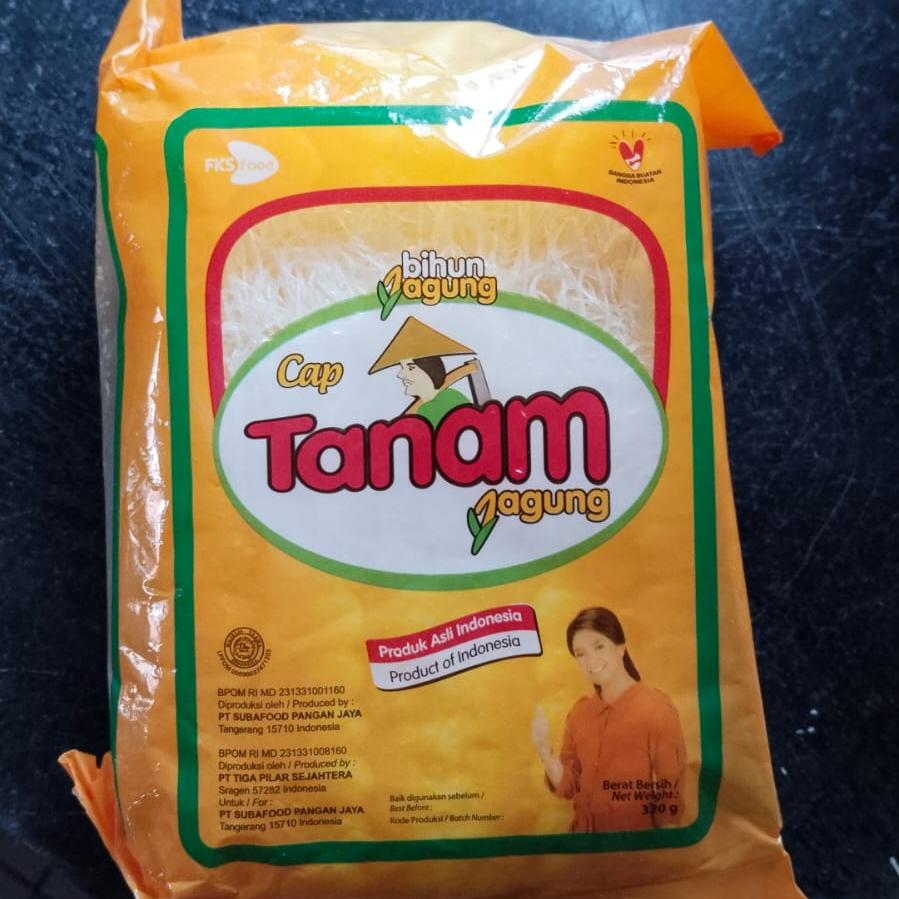 FKS Food
BANGGA BUATAN
INDONESIA
bihun
Jagung
Cap
Tanam
Jagung
Produk Asli Indonesia
Product of Indonesia
BPOM RI MD 231331001160
Diproduksi oleh / Produced by :
PT SUBAFOOD PANGAN JAYA
Tangerang 15710 Indonesia
BPOM RI MD 231331008160
Diproduksi oleh / Produced by :
PT TIGA PILAR SEJAHTERA
Sragen 57282 Indonesia
Untuk / For :
PT SUBAFOOD PANGAN JAYA
Tangerang 15710 Indonesia
Baik digunakan sebelum /
Best Before :
Kode Produksi / Batch Number :
Berat Bersih /
Net Weight :
320 g